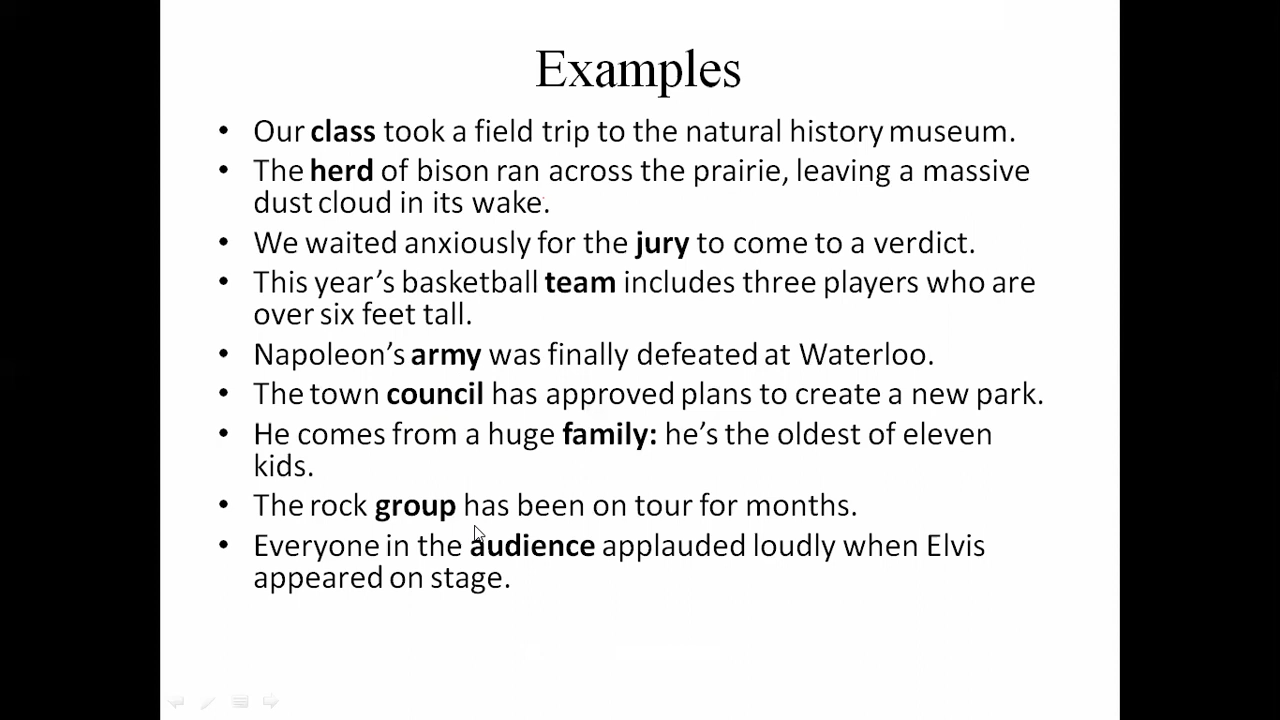 Examples
• Our class took a field trip to the natural history museum.
• The herd of bison ran across the prairie, leaving a massive
dust cloud in its wake.
• We waited anxiously for the jury to come to a verdict.
• This year’s basketball team includes three players who are
over six feet tall.
• Napoleon’s army was finally defeated at Waterloo.
• The town council has approved plans to create a new park.
• He comes from a huge family: he’s the oldest of eleven
kids.
• The rock group has been on tour for months.
• Everyone in the audience applauded loudly when Elvis
appeared on stage.